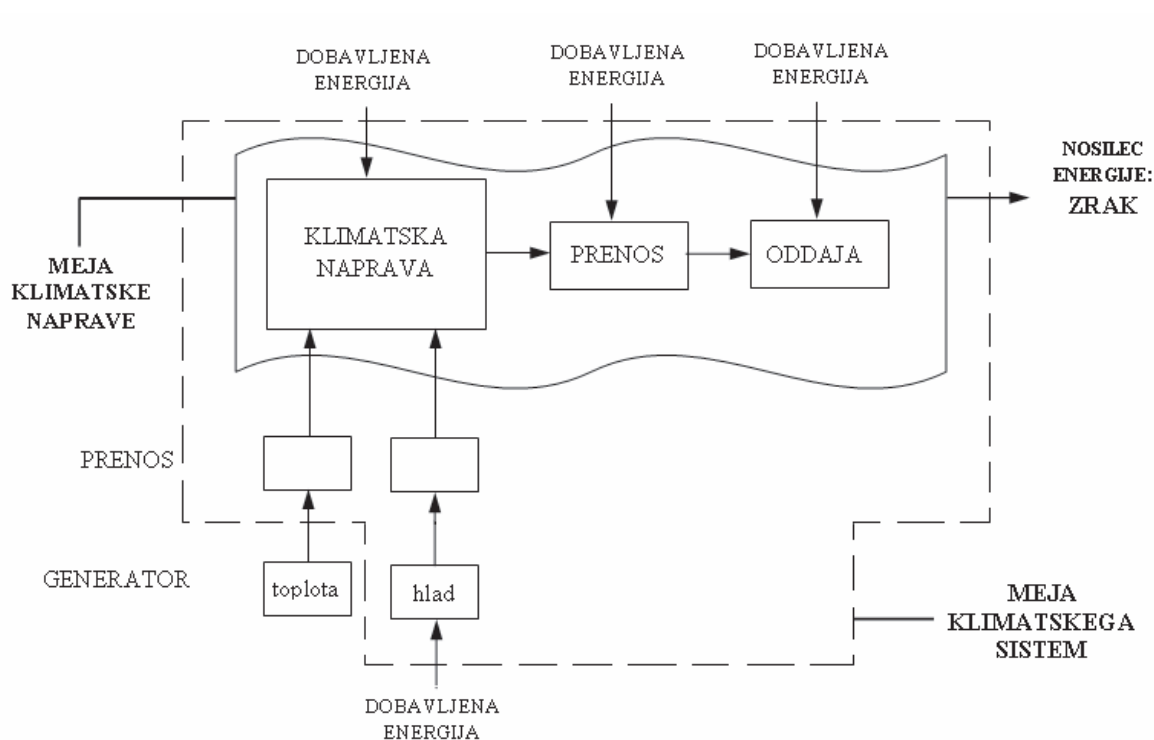 DOBAVLJENA
ENERGIJA
DOBAVLJENA
ENERGIJA
DOBAVLJENA
ENERGIJA
NOSILEC
ENERGIJE:
ZRAK
KLIMATSKA
NAPRAVA
PRENOS
ODDAJA
MEJA
KLIMATSKE
NAPRAVE
PRENOS
GENERATOR
toplota
hlad
MEJA
KLIMATSKEGA
SISTEM
DOBAVLJENA
ENERGIJA